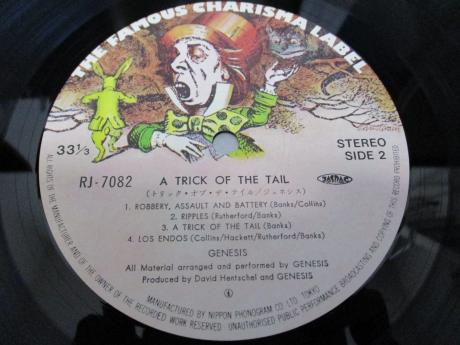 THE FAMOUS CHARISMA LABEL
33 1/3
STEREO
SIDE 2
RJ-7082
A TRICK OF THE TAIL
JASRAC
(トリック・オブ・ザ・テイル/ジェネシス)
1. ROBBERY, ASSAULT AND BATTERY (Banks/Collins)
2. RIPPLES (Rutherford/Banks)
3. A TRICK OF THE TAIL (Banks)
4. LOS ENDOS (Collins/Hackett/Rutherford/Banks)
GENESIS
All Material arranged and performed by GENESIS
Produced by David Hentschel and GENESIS
MANUFACTURED BY NIPPON PHONOGRAM CO. LTD. TOKYO
ALL RIGHTS OF THE MANUFACTURER AND OF THE OWNER OF THE RECORDED WORK RESERVED. UNAUTHORISED PUBLIC PERFORMANCE BROADCASTING AND COPYING OF THIS RECORD PROHIBITED